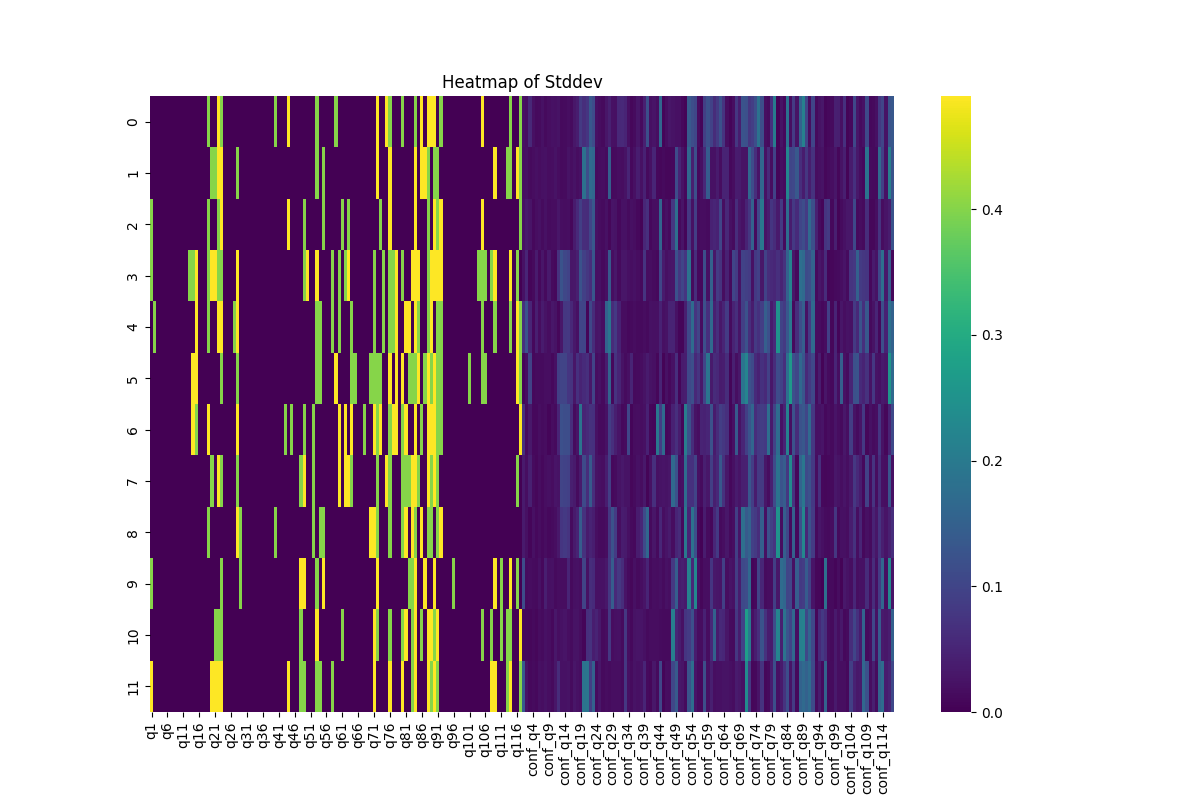 Heatmap of Stddev
0
1
2
3
4
5
6
7
8
9
10
11
q1
q6
q11
q16
q21
q26
q31
q36
q41
q46
q51
q56
q61
q66
q71
q76
q81
q86
q91
q96
q101
q106
q111
q116
conf_q4
conf_q9
conf_q14
conf_q19
conf_q24
conf_q29
conf_q34
conf_q39
conf_q44
conf_q49
conf_q54
conf_q59
conf_q64
conf_q69
conf_q74
conf_q79
conf_q84
conf_q89
conf_q94
conf_q99
conf_q104
conf_q109
conf_q114
0.4
0.3
0.2
0.1
0.0